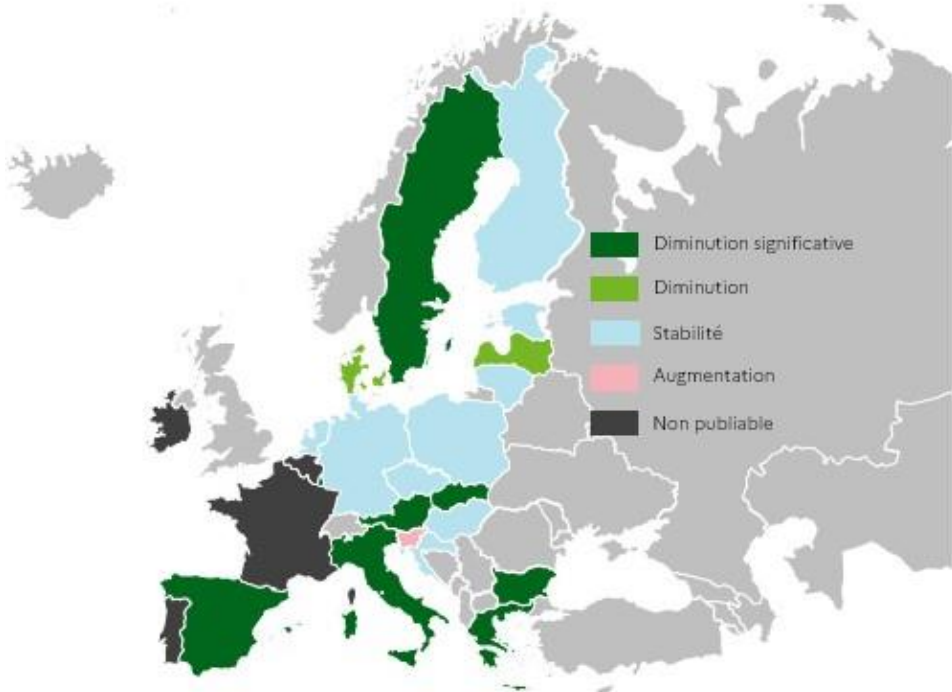 Diminution significative
Diminution
Stabilité
Augmentation
Non publiable